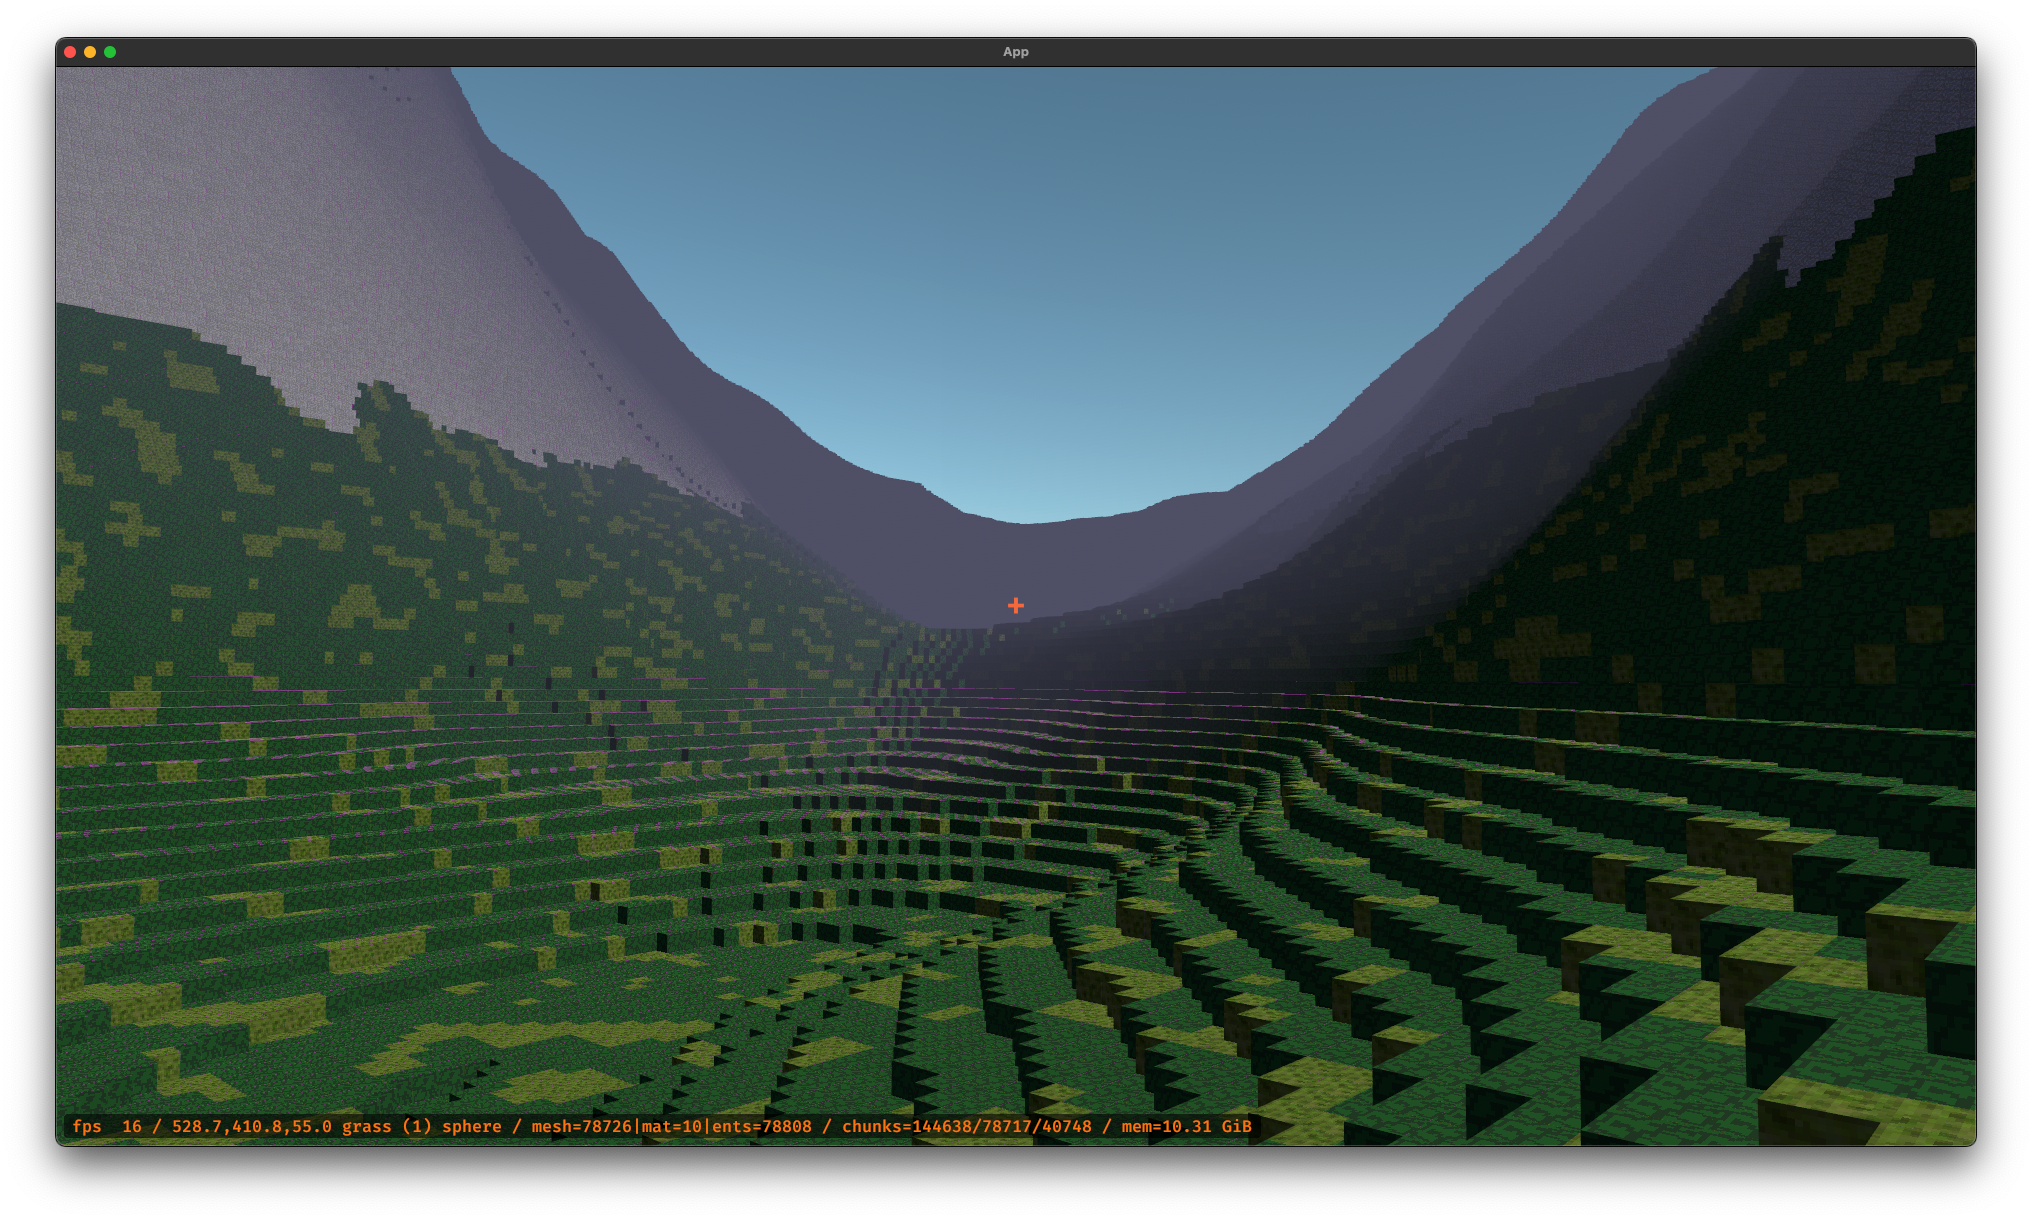 App
fps  16 / 528.7,410.8,55.0 grass (1) sphere / mesh=78726|mat=10|ents=78808 / chunks=144638/78717/40748 / mem=10.31 GiB